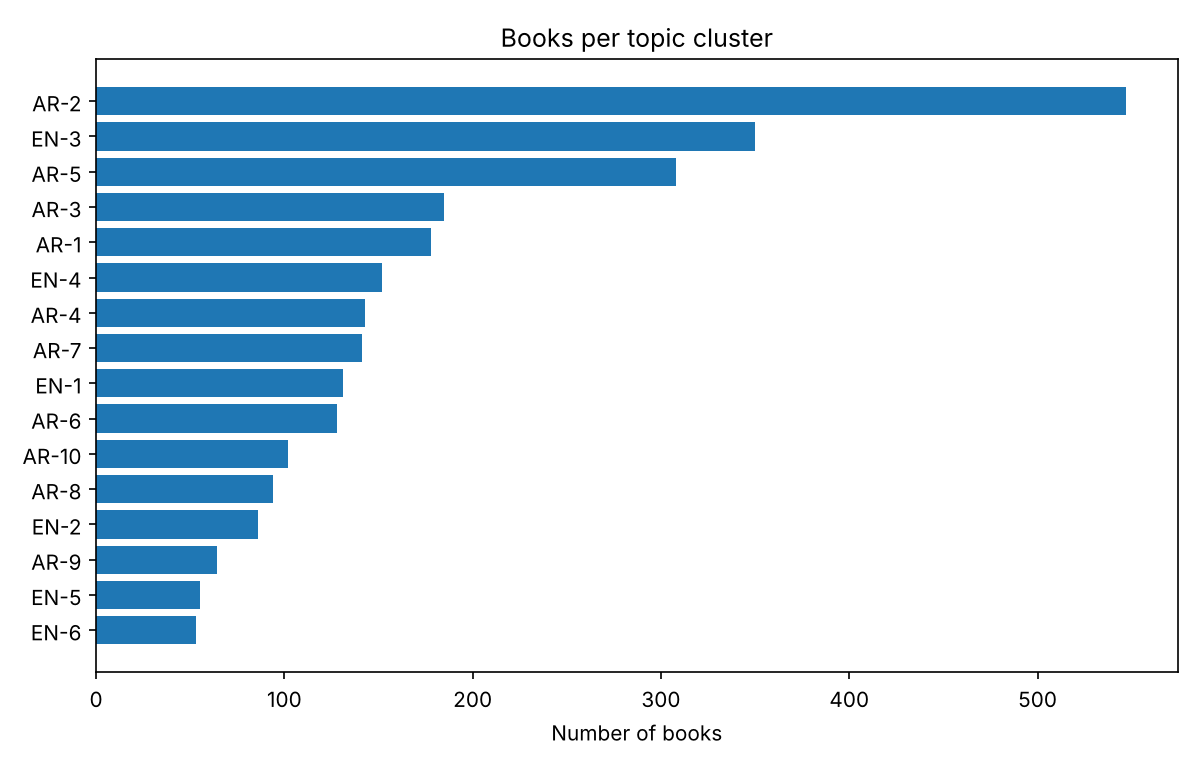 Books per topic cluster
AR-2
EN-3
AR-5
AR-3
AR-1
EN-4
AR-4
AR-7
EN-1
AR-6
AR-10
AR-8
EN-2
AR-9
EN-5
EN-6
0 100 200 300 400 500
Number of books